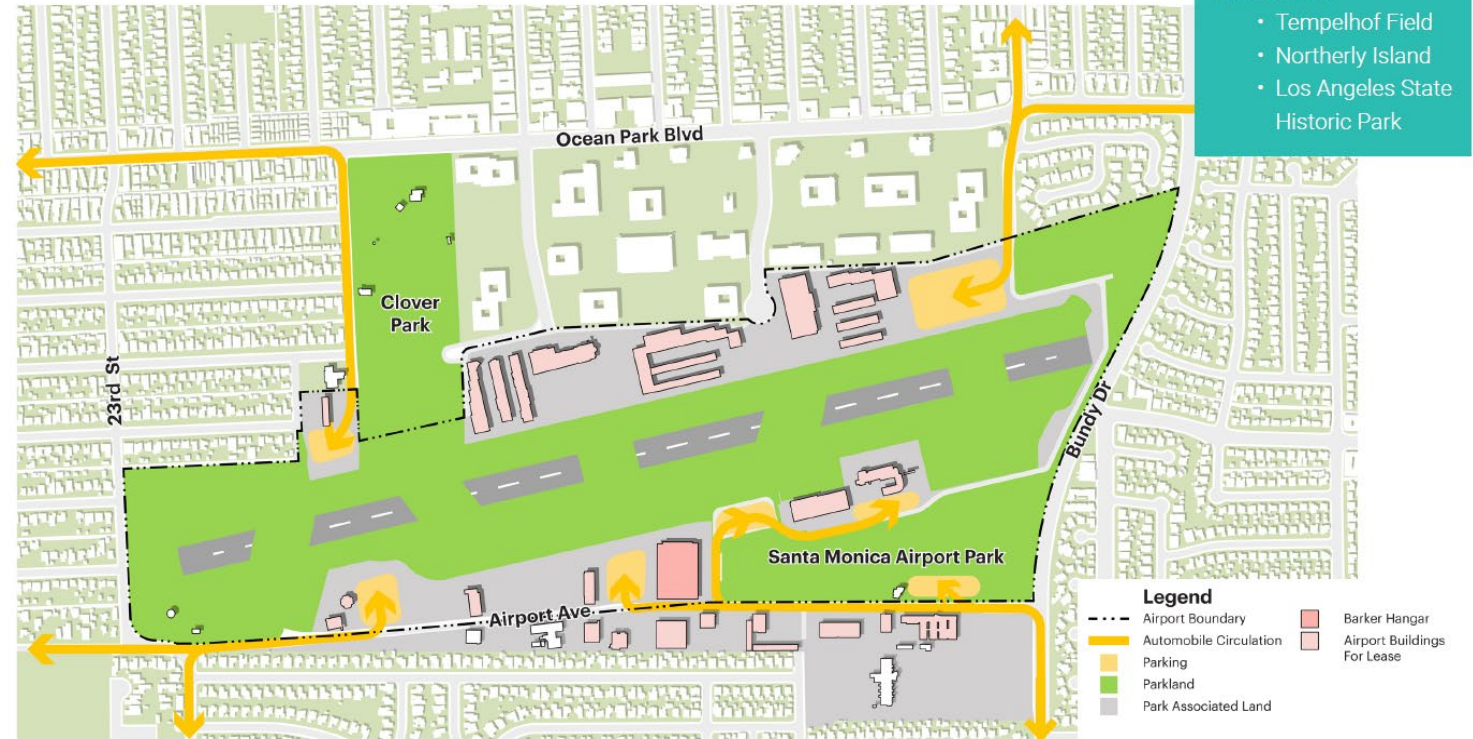 • Tempelhof Field
• Northerly Island
• Los Angeles State
Historic Park
Ocean Park Blvd
Clover
Park
23rd St
Bundy Dr
Santa Monica Airport Park
Airport Ave
Legend
Airport Boundary
Automobile Circulation
Parking
Parkland
Park Associated Land
Barker Hangar
Airport Buildings
For Lease